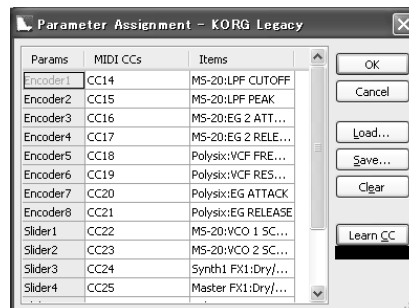 Parameter Assignment - KORG Legacy
Params MIDI CCs Items
Encoder1 CC14 MS-20:LPF CUTOFF
Encoder2 CC15 MS-20:LPF PEAK
Encoder3 CC16 MS-20:EG 2 ATT...
Encoder4 CC17 MS-20:EG 2 RELE...
Encoder5 CC18 Polysix:VCF FRE...
Encoder6 CC19 Polysix:VCF RES...
Encoder7 CC20 Polysix:EG ATTACK
Encoder8 CC21 Polysix:EG RELEASE
Slider1 CC22 MS-20:VCO 1 SC...
Slider2 CC23 MS-20:VCO 2 SC...
Slider3 CC24 Synth1 FX1:Dry/...
Slider4 CC25 Master FX1:Dry/...
OK
Cancel
Load...
Save...
Clear
Learn CC